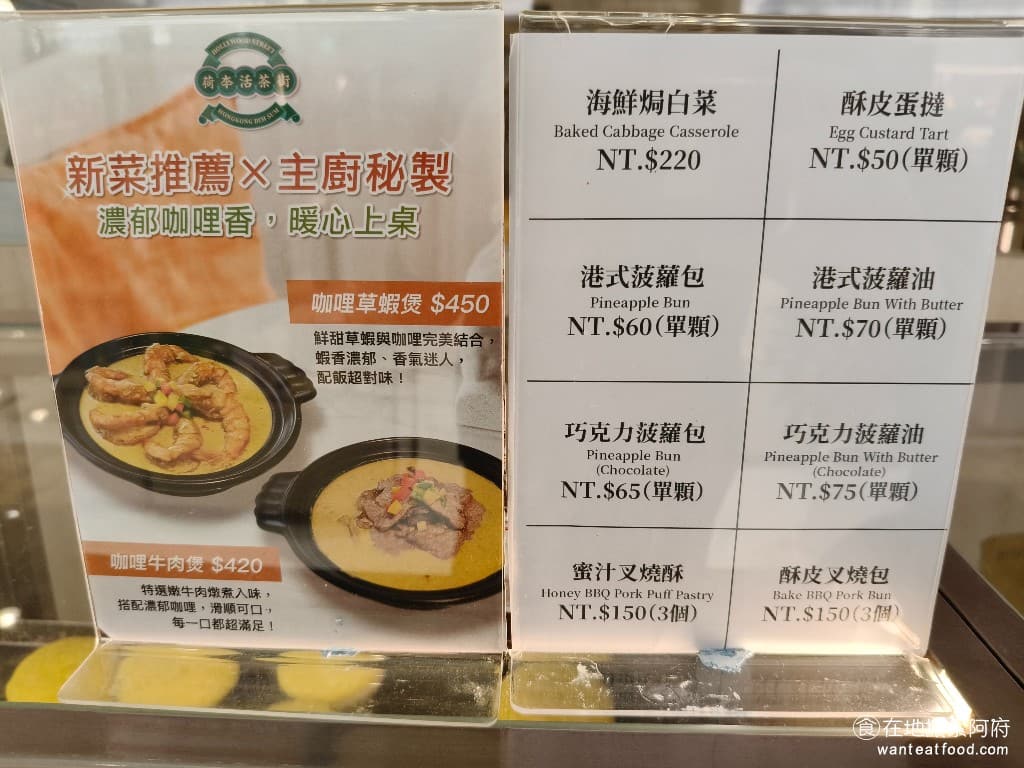 HOLLYWOOD STREET
荷李活茶街
HONGKONG DIM SUM
新菜推薦×主廚秘製
濃郁咖哩香，暖心上桌
咖哩草蝦煲 $450
鮮甜草蝦與咖哩完美結合，
蝦香濃郁、香氣迷人，
配飯超對味！
咖哩牛肉煲 $420
特選嫩牛肉燉煮入味，
搭配濃郁咖哩，滑順可口，
每一口都超滿足！
海鮮焗白菜
Baked Cabbage Casserole
NT.$220
酥皮蛋撻
Egg Custard Tart
NT.$50(單顆)
港式菠蘿包
Pineapple Bun
NT.$60(單顆)
港式菠蘿油
Pineapple Bun With Butter
NT.$70(單顆)
巧克力菠蘿包
Pineapple Bun
(Chocolate)
NT.$65(單顆)
巧克力菠蘿油
Pineapple Bun With Butter
(Chocolate)
NT.$75(單顆)
蜜汁叉燒酥
Honey BBQ Pork Puff Pastry
NT.$150(3個)
酥皮叉燒包
Bake BBQ Pork Bun
NT.$150(3個)
食在地 阿府
wanteatfood.com